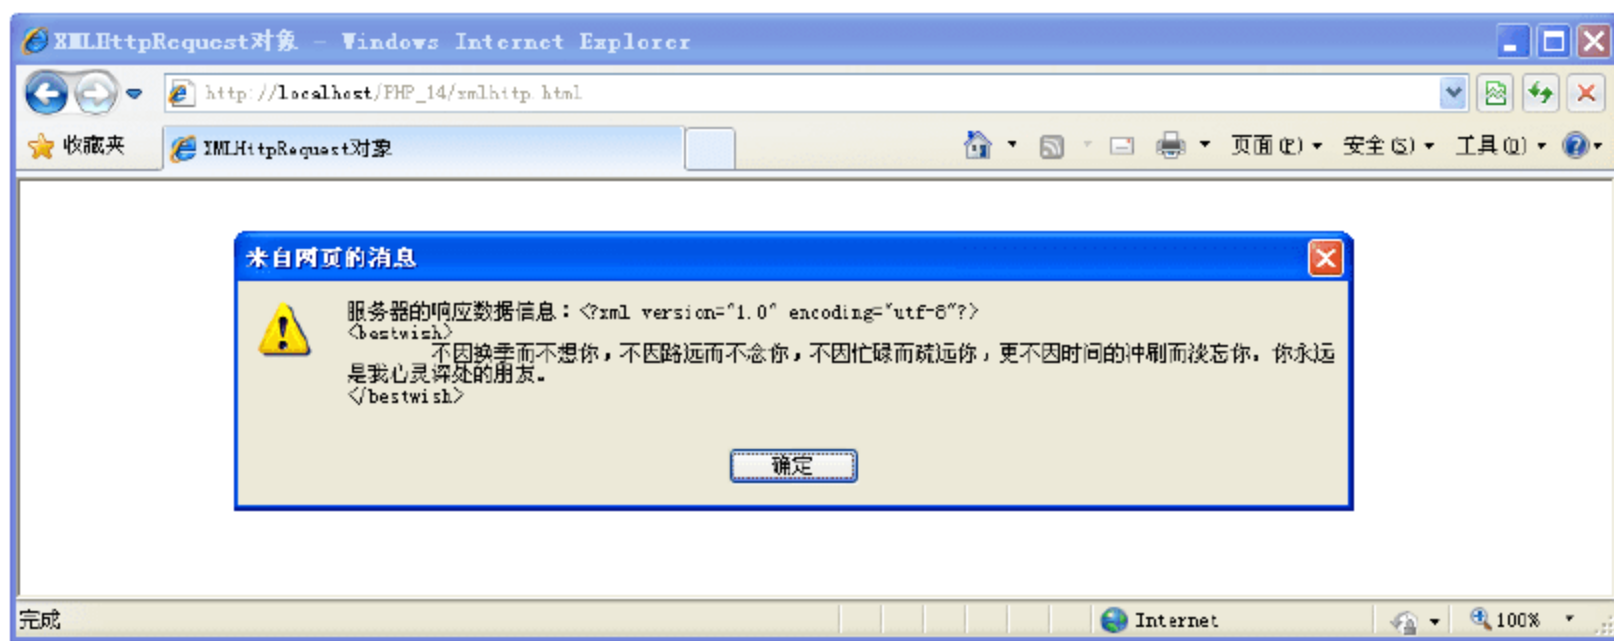 XMLHttpRequest对象 - Windows Internet Explorer
http://localhost/PHP_14/xmlhttp.html
收藏夹 XMLHttpRequest对象 页面(P) 安全(S) 工具(O)
来自网页的消息
服务器的响应数据信息：<?xml version="1.0" encoding="utf-8"?>
<bestwish>
不因换季而不想你，不因路远而不念你，不因忙碌而疏远你，更不因时间的冲刷而淡忘你。你永远
是我心灵深处的朋友。
</bestwish>
确定
完成 Internet 100%